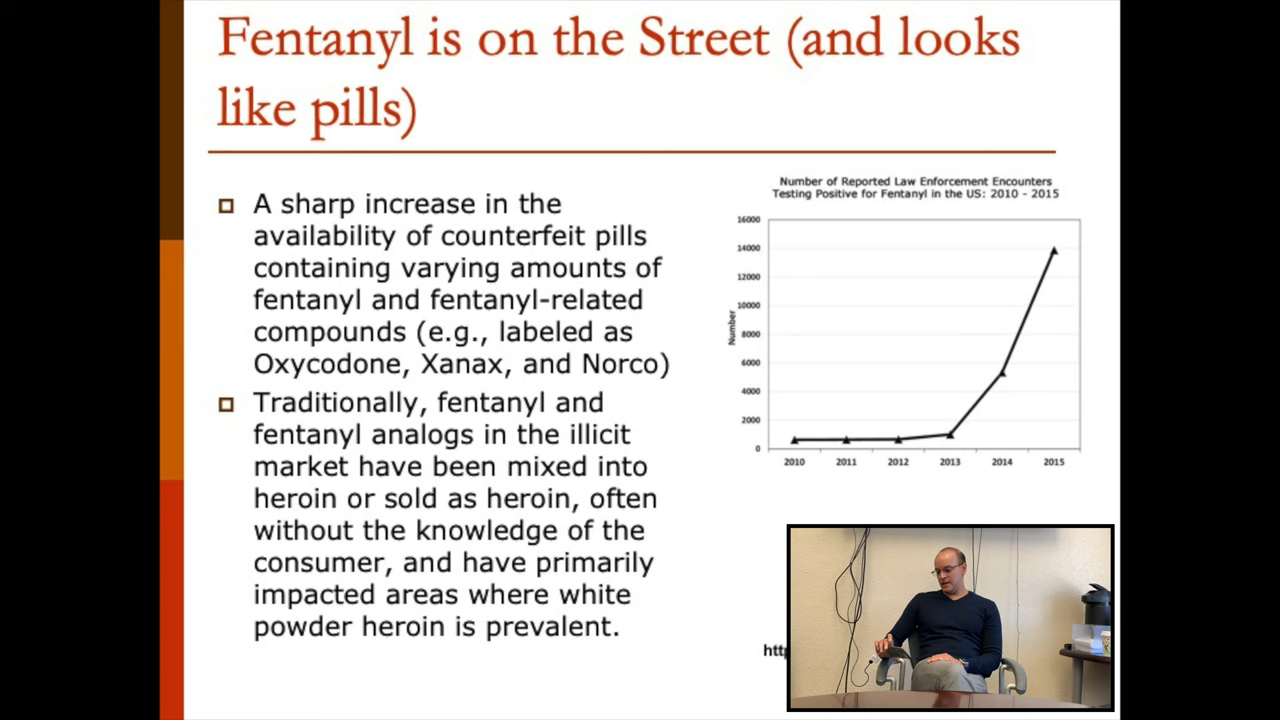 Fentanyl is on the Street (and looks
like pills)
A sharp increase in the
availability of counterfeit pills
containing varying amounts of
fentanyl and fentanyl-related
compounds (e.g., labeled as
Oxycodone, Xanax, and Norco)
Traditionally, fentanyl and
fentanyl analogs in the illicit
market have been mixed into
heroin or sold as heroin, often
without the knowledge of the
consumer, and have primarily
impacted areas where white
powder heroin is prevalent.
Number of Reported Law Enforcement Encounters
Testing Positive for Fentanyl in the US: 2010 - 2015
Number
16000
14000
12000
10000
8000
6000
4000
2000
0
2010 2011 2012 2013 2014 2015